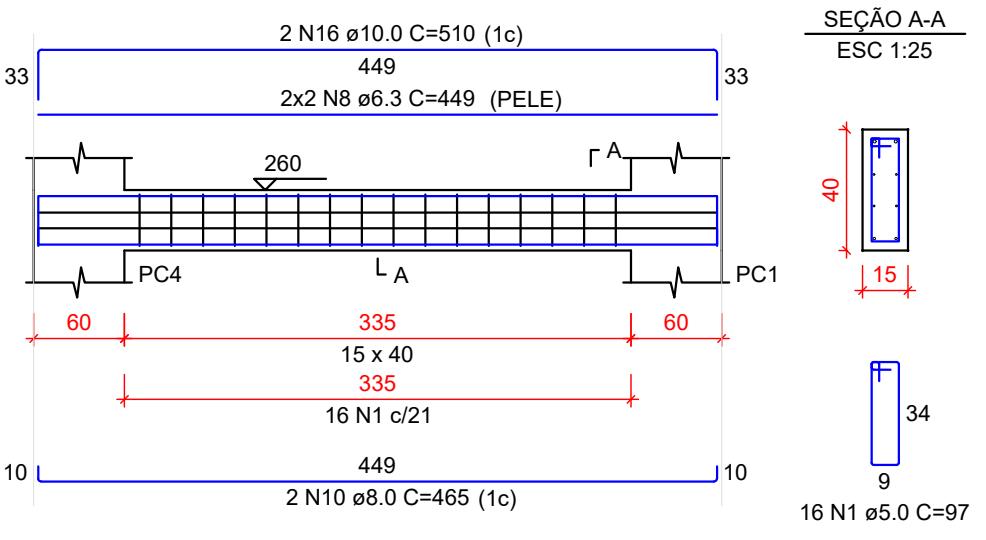 2 N16 ø10.0 C=510 (1c)
SEÇÃO A-A
ESC 1:25
33
449
33
2x2 N8 ø6.3 C=449 (PELE)
260
A
40
A
PC4
PC1
15
60
335
60
15 x 40
335
16 N1 c/21
34
10
449
10
9
2 N10 ø8.0 C=465 (1c)
16 N1 ø5.0 C=97